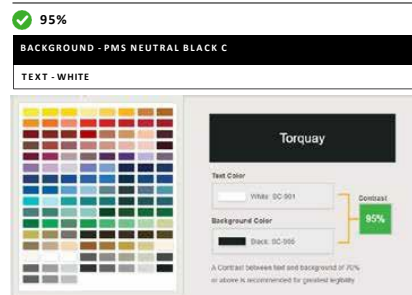 95%
BACKGROUND - PMS NEUTRAL BLACK C
TEXT - WHITE
Torquay
Text Color
White: SC-901
Contrast
95%
Background Color
Black: SC-905
A Contrast between text and background of 70%
or above is recommended for greatest legibility